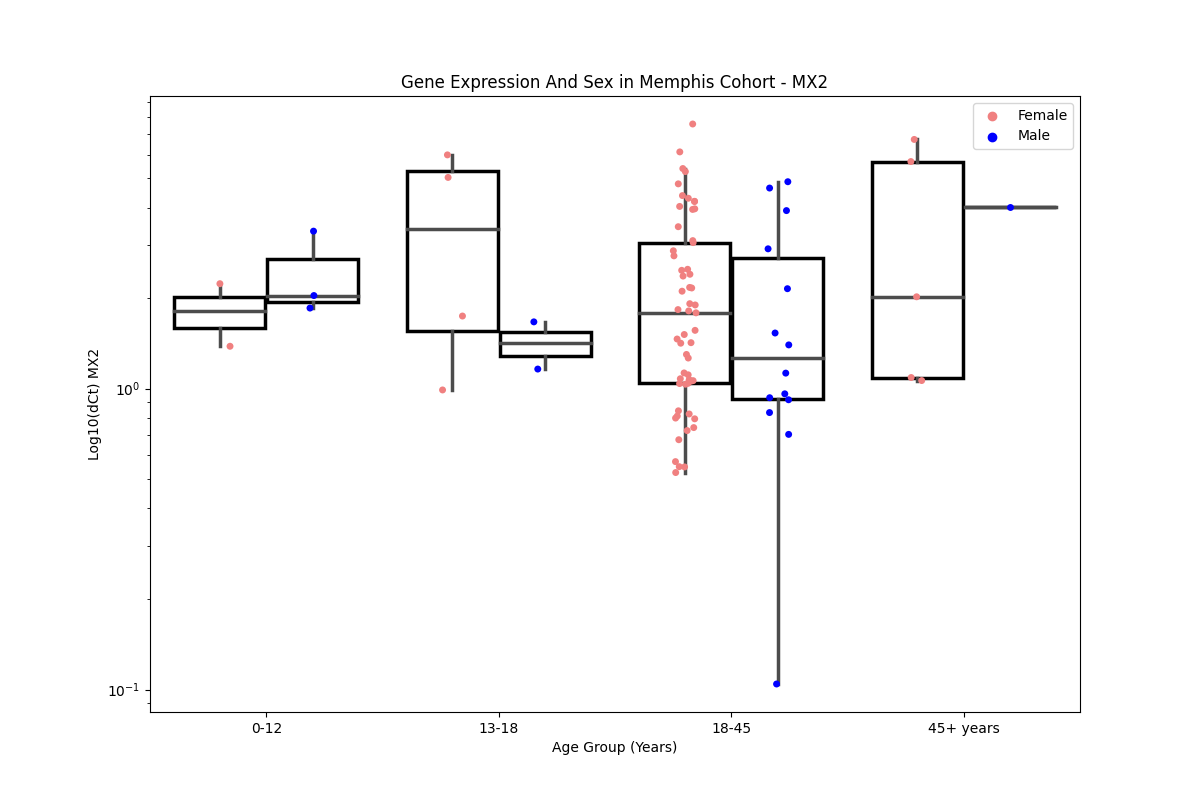 Gene Expression And Sex in Memphis Cohort - MX2
Female
Male
Log10(dCt) MX2
10⁰
10⁻¹
0-12
13-18
18-45
45+ years
Age Group (Years)